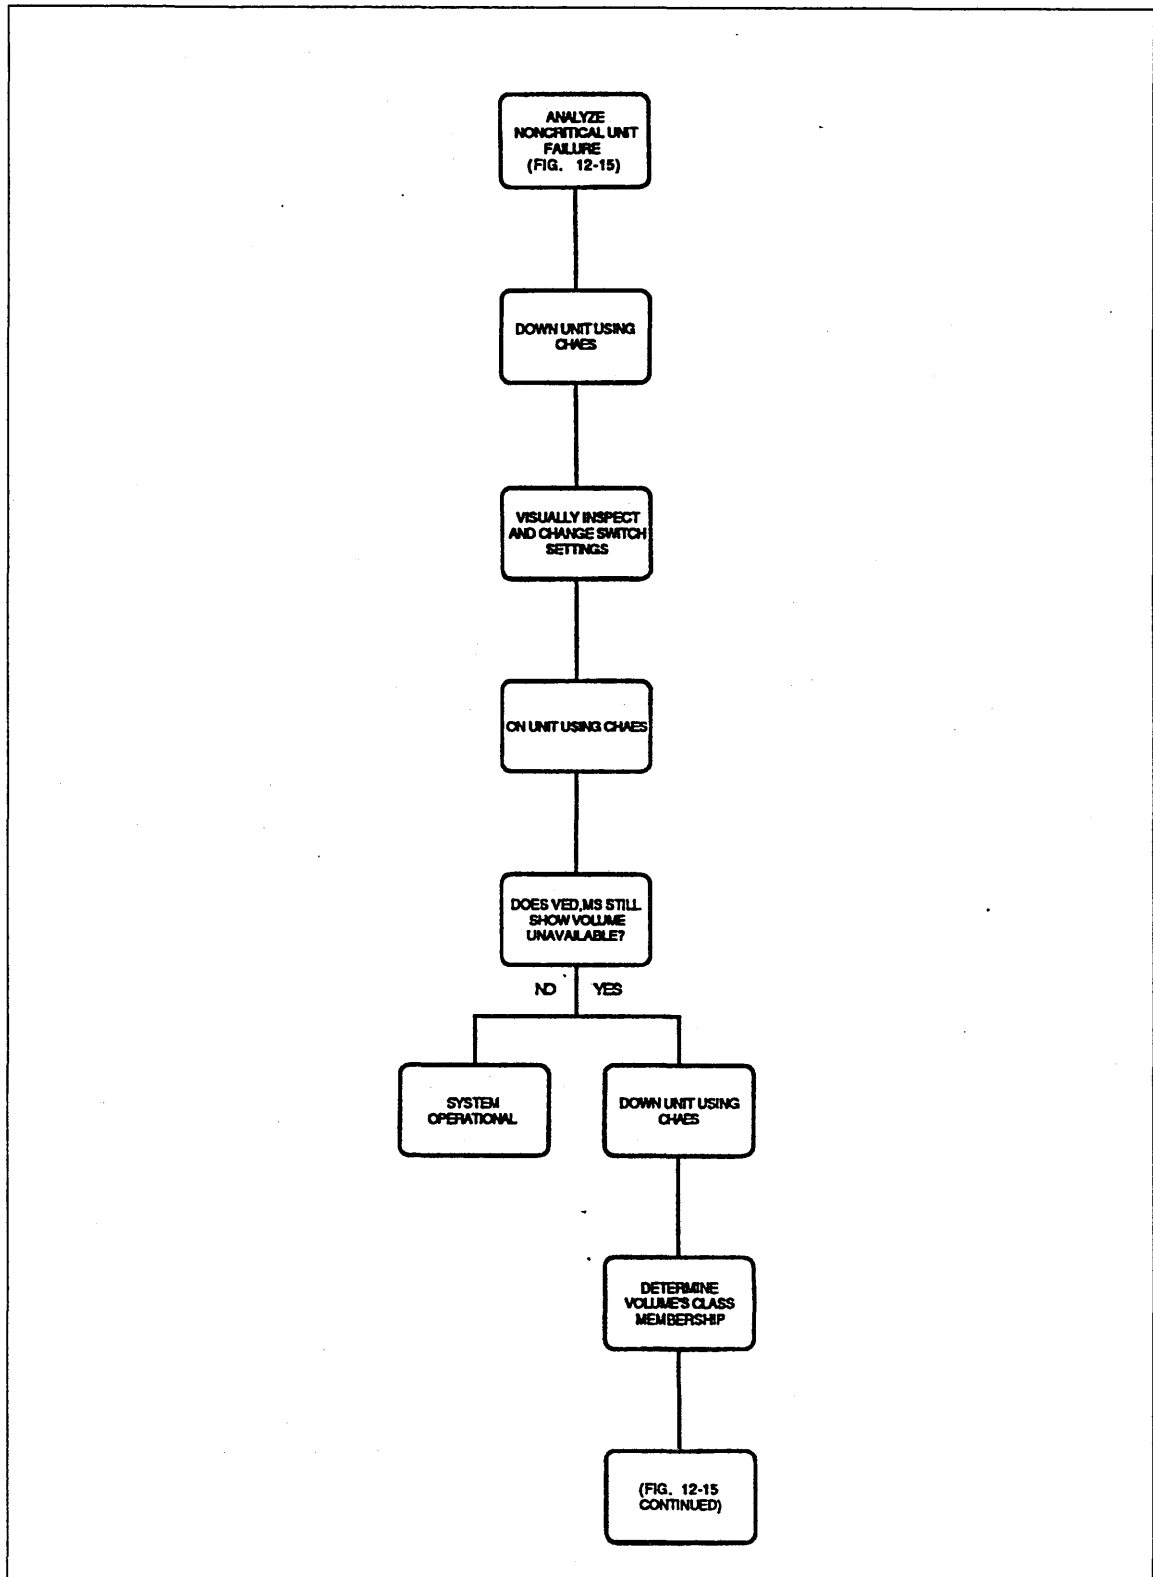 ANALYZE
NONCRITICAL UNIT
FAILURE
(FIG. 12-15)
DOWN UNIT USING
CHAES
VISUALLY INSPECT
AND CHANGE SWITCH
SETTINGS
ON UNIT USING CHAES
DOES VED,MS STILL
SHOW VOLUME
UNAVAILABLE?
NO YES
SYSTEM
OPERATIONAL
DOWN UNIT USING
CHAES
DETERMINE
VOLUME'S CLASS
MEMBERSHIP
(FIG. 12-15
CONTINUED)